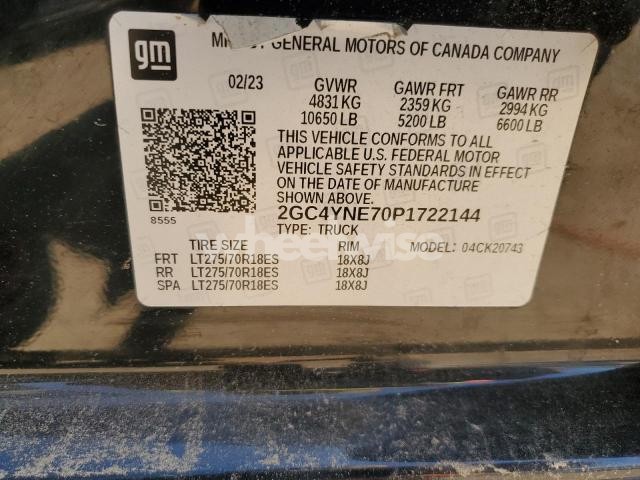 gm
GENERAL MOTORS OF CANADA COMPANY
02/23 GVWR GAWR FRT GAWR RR
4831 KG 2359 KG 2994 KG
10650 LB 5200 LB 6600 LB
THIS VEHICLE CONFORMS TO ALL
APPLICABLE U.S. FEDERAL MOTOR
VEHICLE SAFETY STANDARDS IN EFFECT
ON THE DATE OF MANUFACTURE
SHOWN ABOVE.
8555
2GC4YNE70P1722144
TYPE: TRUCK
TIRE SIZE RIM MODEL: 04CK20743
FRT LT275/70R18ES 18X8J
RR LT275/70R18ES 18X8J
SPA LT275/70R18ES 18X8J